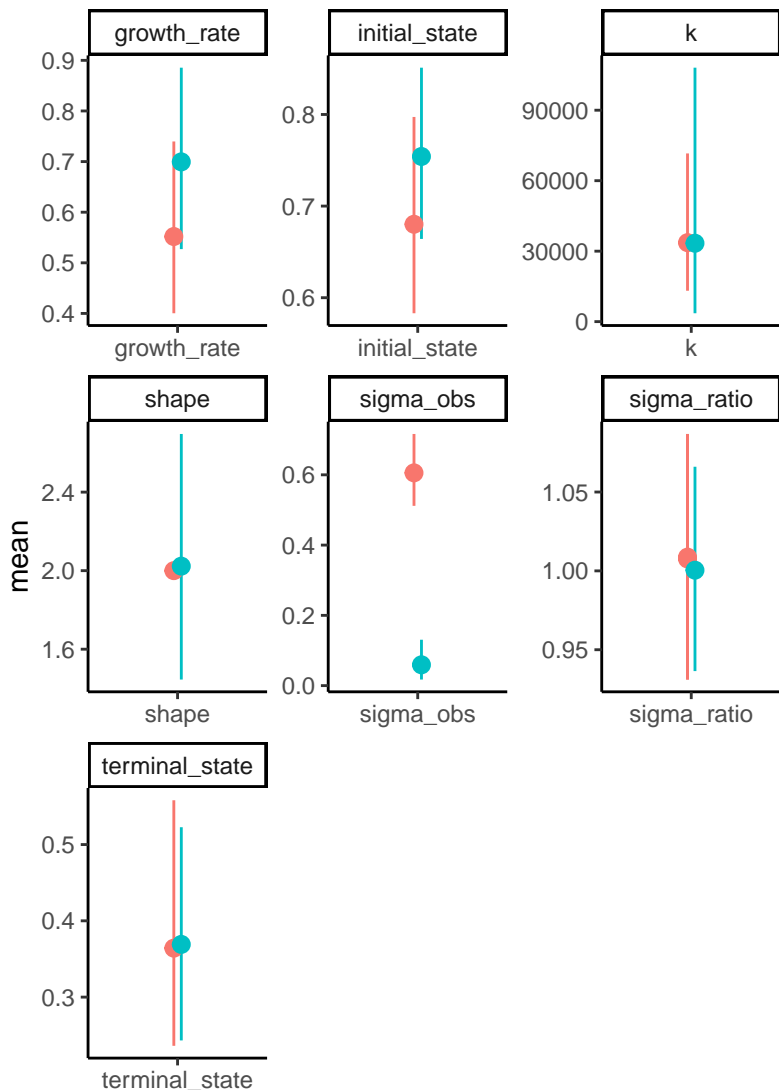 growth_rate
initial_state
k
0.9
0.8
0.7
0.6
0.5
0.4
growth_rate
0.8
0.7
0.6
initial_state
90000
60000
30000
0
k
mean
shape
sigma_obs
sigma_ratio
2.4
2.0
1.6
shape
0.6
0.4
0.2
0.0
sigma_obs
1.05
1.00
0.95
sigma_ratio
terminal_state
0.5
0.4
0.3
terminal_state